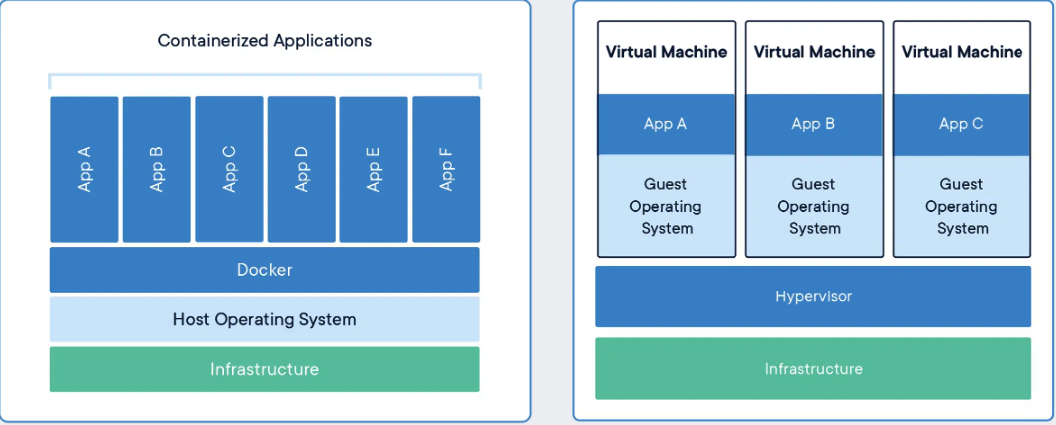 Containerized Applications
App A
App B
App C
App D
App E
App F
Docker
Host Operating System
Infrastructure
Virtual Machine
App A
Guest
Operating
System
Virtual Machine
App B
Guest
Operating
System
Virtual Machine
App C
Guest
Operating
System
Hypervisor
Infrastructure